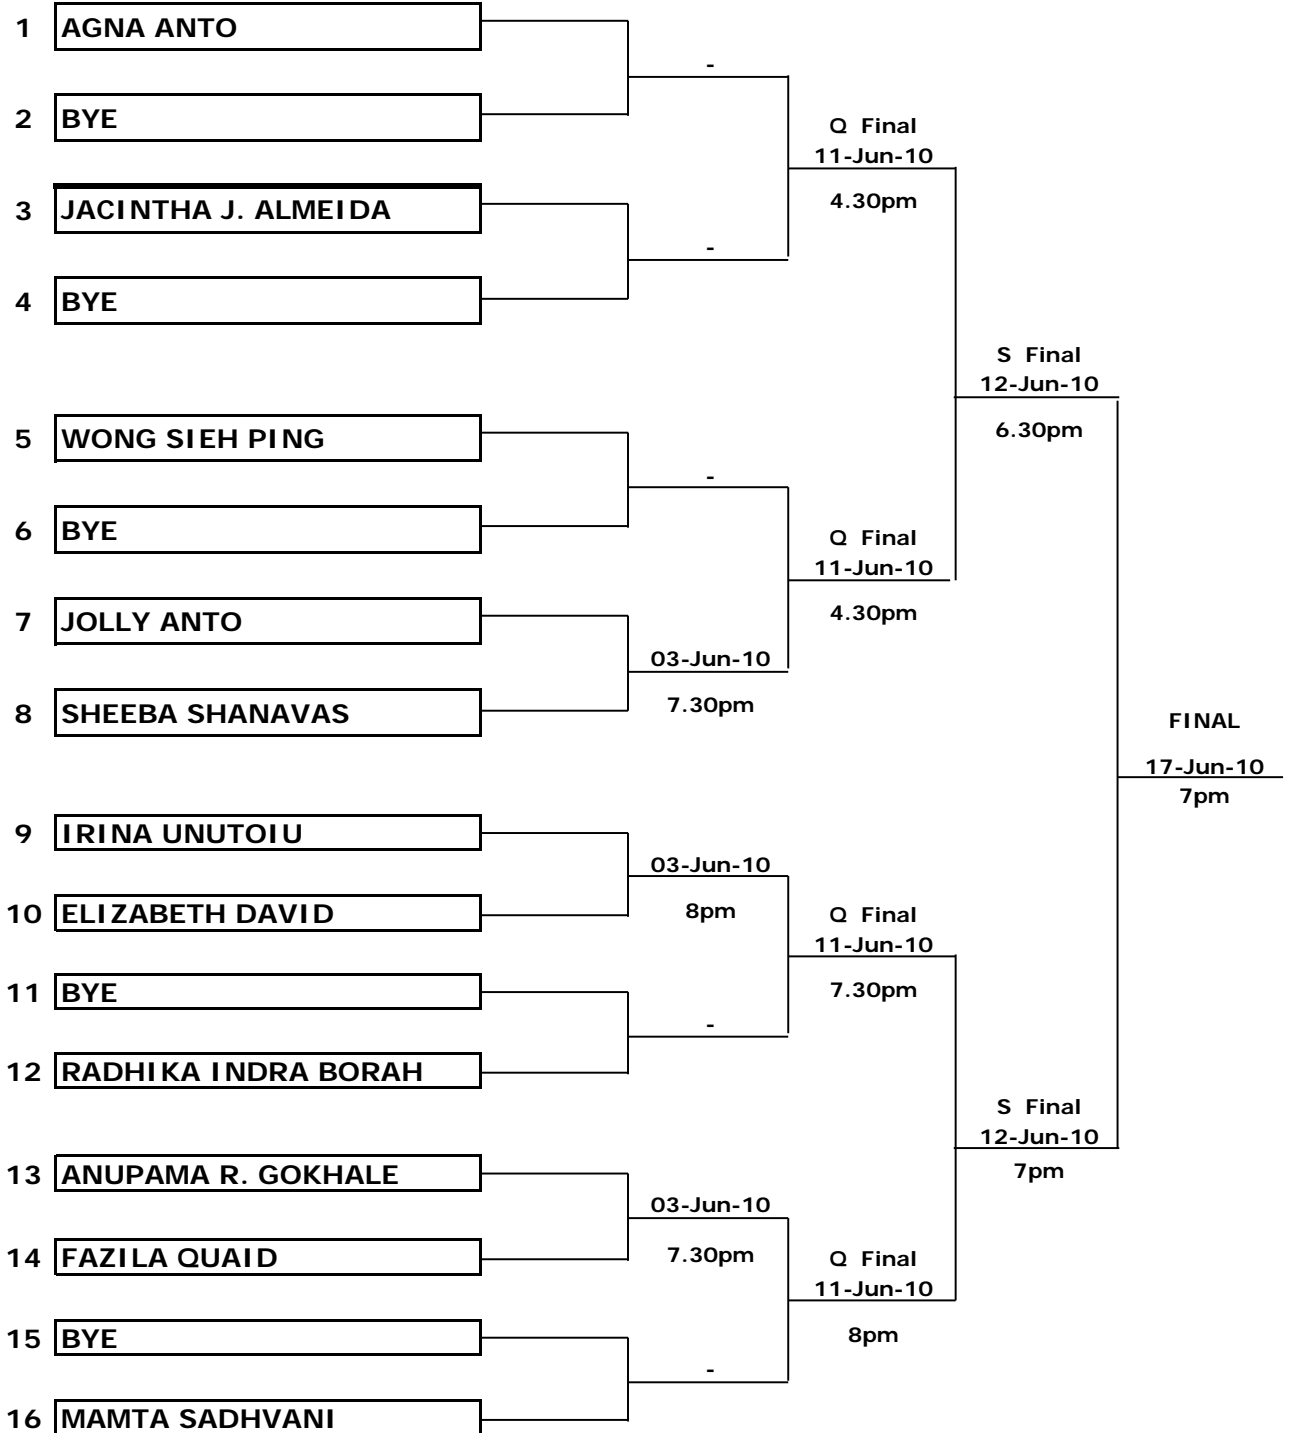 1 AGNA ANTO
-
2 BYE
Q Final
11-Jun-10
4.30pm
3 JACINTHA J. ALMEIDA
-
4 BYE
S Final
12-Jun-10
6.30pm
5 WONG SIEH PING
-
6 BYE
Q Final
11-Jun-10
4.30pm
7 JOLLY ANTO
03-Jun-10
7.30pm
8 SHEEBA SHANAVAS
FINAL
17-Jun-10
7pm
9 IRINA UNUTOIU
03-Jun-10
8pm
10 ELIZABETH DAVID
Q Final
11-Jun-10
7.30pm
11 BYE
-
12 RADHIKA INDRA BORAH
S Final
12-Jun-10
7pm
13 ANUPAMA R. GOKHALE
03-Jun-10
7.30pm
14 FAZILA QUAID
Q Final
11-Jun-10
8pm
15 BYE
-
16 MAMTA SADHVANI